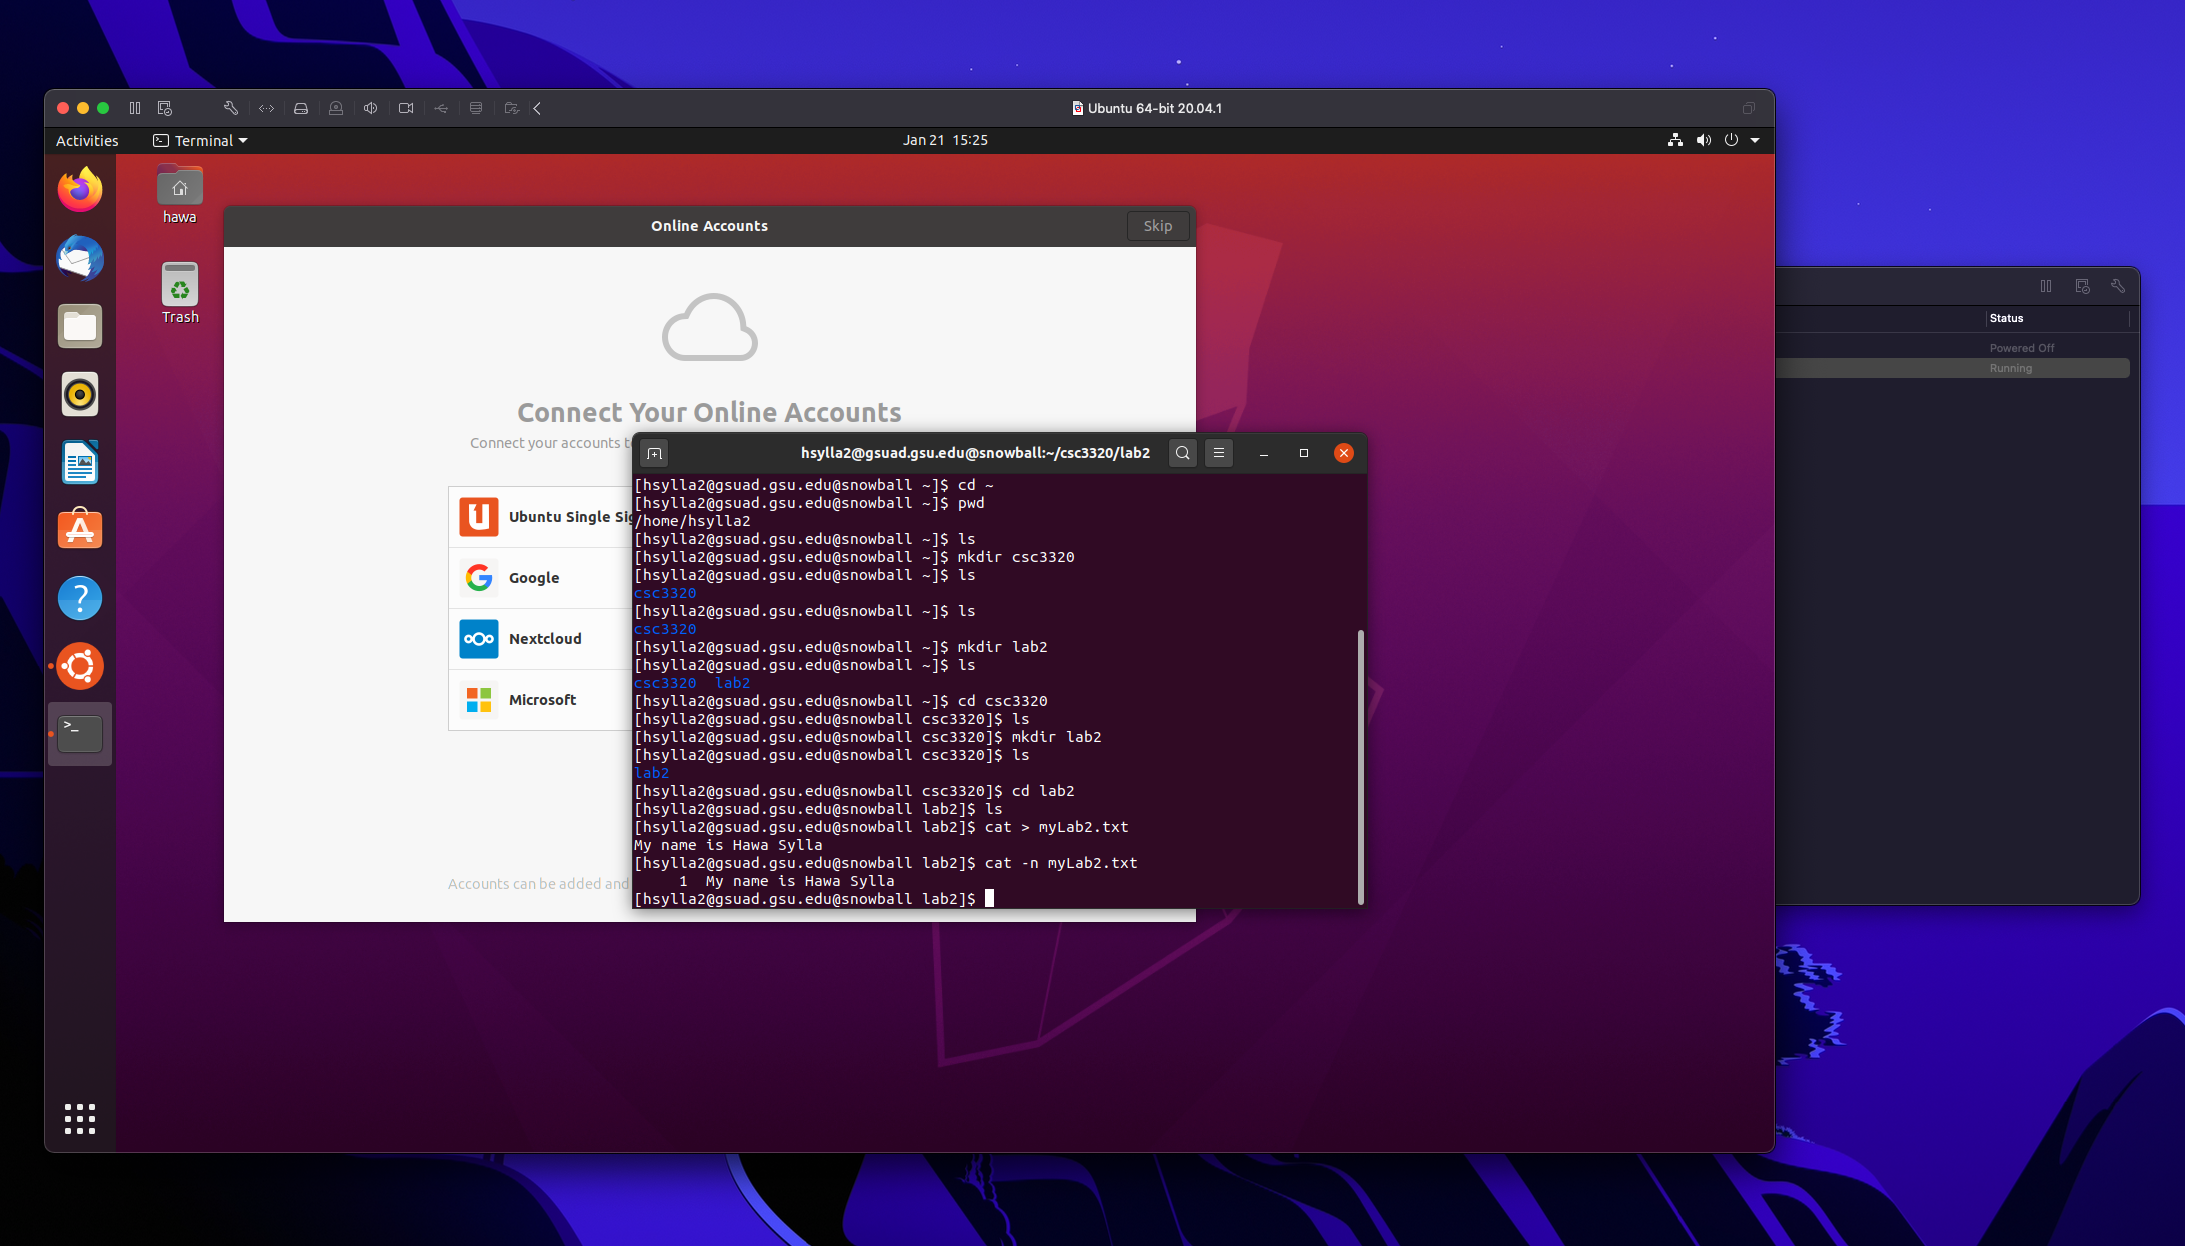 Ubuntu 64-bit 20.04.1
Activities
Terminal
Jan 21 15:25
hawa
Trash
Online Accounts
Skip
Connect Your Online Accounts
Connect your accounts t
Ubuntu Single Sig
Google
Nextcloud
Microsoft
Accounts can be added and
hsylla2@gsuad.gsu.edu@snowball:~/csc3320/lab2
[hsylla2@gsuad.gsu.edu@snowball ~]$ cd ~
[hsylla2@gsuad.gsu.edu@snowball ~]$ pwd
/home/hsylla2
[hsylla2@gsuad.gsu.edu@snowball ~]$ ls
[hsylla2@gsuad.gsu.edu@snowball ~]$ mkdir csc3320
[hsylla2@gsuad.gsu.edu@snowball ~]$ ls
csc3320
[hsylla2@gsuad.gsu.edu@snowball ~]$ ls
csc3320
[hsylla2@gsuad.gsu.edu@snowball ~]$ mkdir lab2
[hsylla2@gsuad.gsu.edu@snowball ~]$ ls
csc3320  lab2
[hsylla2@gsuad.gsu.edu@snowball ~]$ cd csc3320
[hsylla2@gsuad.gsu.edu@snowball csc3320]$ ls
[hsylla2@gsuad.gsu.edu@snowball csc3320]$ mkdir lab2
[hsylla2@gsuad.gsu.edu@snowball csc3320]$ ls
lab2
[hsylla2@gsuad.gsu.edu@snowball csc3320]$ cd lab2
[hsylla2@gsuad.gsu.edu@snowball lab2]$ ls
[hsylla2@gsuad.gsu.edu@snowball lab2]$ cat > myLab2.txt
My name is Hawa Sylla
[hsylla2@gsuad.gsu.edu@snowball lab2]$ cat -n myLab2.txt
     1  My name is Hawa Sylla
[hsylla2@gsuad.gsu.edu@snowball lab2]$
Status
Powered Off
Running